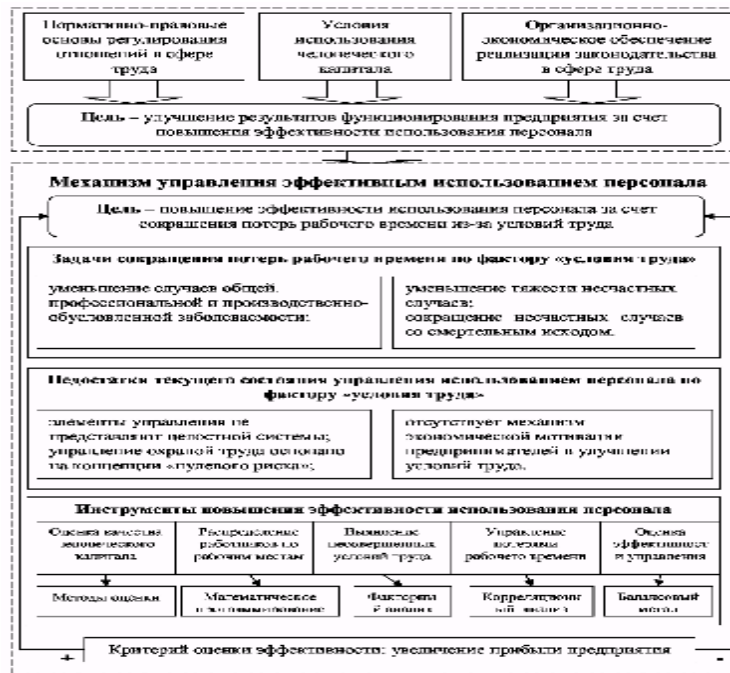 Нормативно-правовые
основы регулирования
отношений в сфере
труда
Условия
использования
человеческого
капитала
Организационно-
экономическое обеспечение
реализации законодательства
в сфере труда
Цель – улучшение результатов функционирования предприятия за счет
повышения эффективности использования персонала
Механизм управления эффективным использованием персонала
Цель – повышение эффективности использования персонала за счет
сокращения потерь рабочего времени из-за условий труда
Задачи сокращения потерь рабочего времени по фактору «условия труда»
уменьшение случаев общей,
профессиональной и производственно-
обусловленной заболеваемости;
уменьшение тяжести несчастных
случаев;
сокращение несчастных случаев
со смертельным исходом.
Недостатки текущего состояния управления использованием персонала по
фактору «условия труда»
элементы управления не
представляют целостной системы;
управление охраной труда основано
на концепции «нулевого риска»;
отсутствует механизм
экономической мотивации
предпринимателей в улучшении
условий труда.
Инструменты повышения эффективности использования персонала
Оценка качества
человеческого
капитала
Распределение
работников по
рабочим местам
Выявление
несовершенных
условий труда
Управление
потерями
рабочего времени
Оценка
эффективност
и управления
Методы оценки
Математическое
программирование
Факторны
й анализ
Корреляционн
ый анализ
Балансовый
метод
+ Критерий оценки эффективности: увеличение прибыли предприятия -